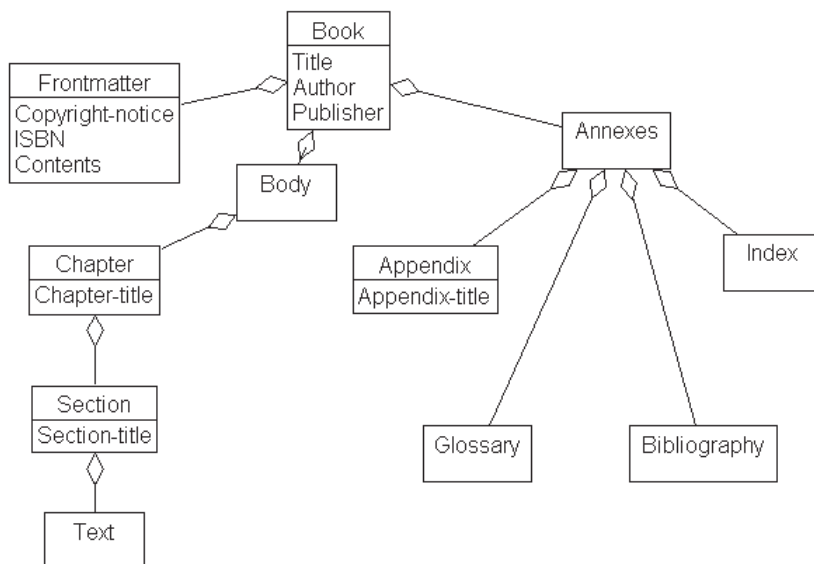 Book
Title
Author
Publisher
Frontmatter
Copyright-notice
ISBN
Contents
Annexes
Body
Chapter
Chapter-title
Appendix
Appendix-title
Index
Section
Section-title
Glossary
Bibliography
Text